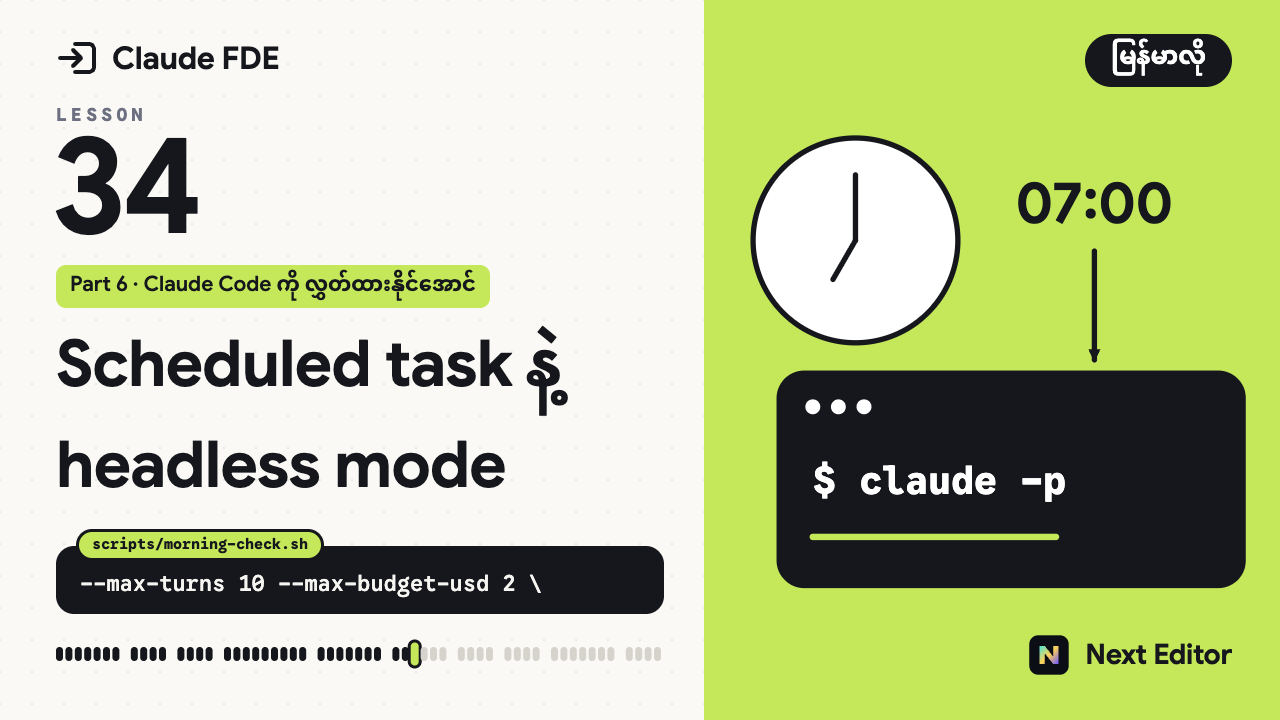 Claude FDE
LESSON
34
Part 6 · Claude Code ကို လွှတ်ထားနိုင်အောင်
Scheduled task နဲ့
headless mode
scripts/morning-check.sh
--max-turns 10 --max-budget-usd 2 \
မြန်မာလို
07:00
$ claude -p
N
Next Editor